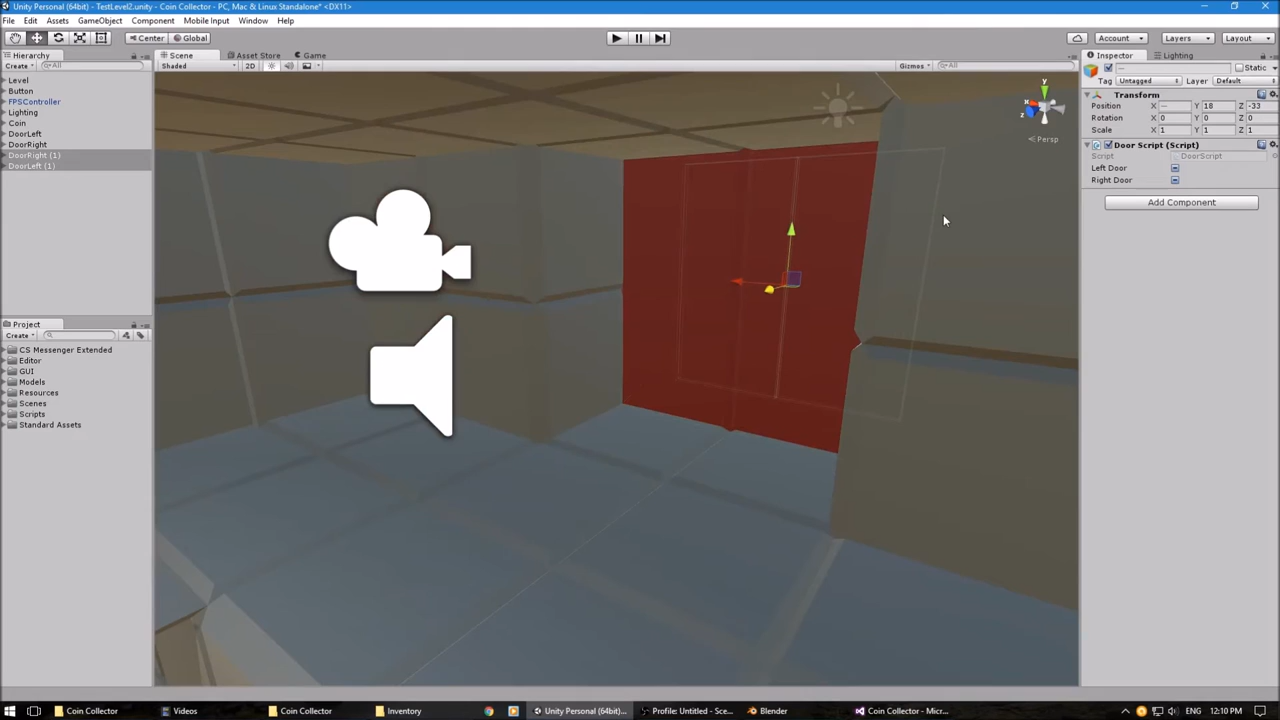 Unity Personal (64bit) - TestLevel2.unity - Coin Collector - PC, Mac & Linux Standalone* <DX11>
File Edit Assets GameObject Component Mobile Input Window Help
Center Global Account Layers Layout
Hierarchy
Create All
Level
Button
FPSController
Lighting
Coin
DoorLeft
DoorRight
DoorRight (1)
DoorLeft (1)
Project
Create
CS Messenger Extended
Editor
GUI
Models
Resources
Scenes
Scripts
Standard Assets
Scene Asset Store Game
Shaded 2D Gizmos All
y
x
z
Persp
Inspector Lighting
— Static
Tag Untagged Layer Default
Transform
Position X — Y 18 Z -33
Rotation X 0 Y 0 Z 0
Scale X 1 Y 1 Z 1
Door Script (Script)
Script DoorScript
Left Door
Right Door
Add Component
Coin Collector Videos Coin Collector Inventory Unity Personal (64bit)... Profile: Untitled - Sce... Blender Coin Collector - Micr... ENG 12:10 PM